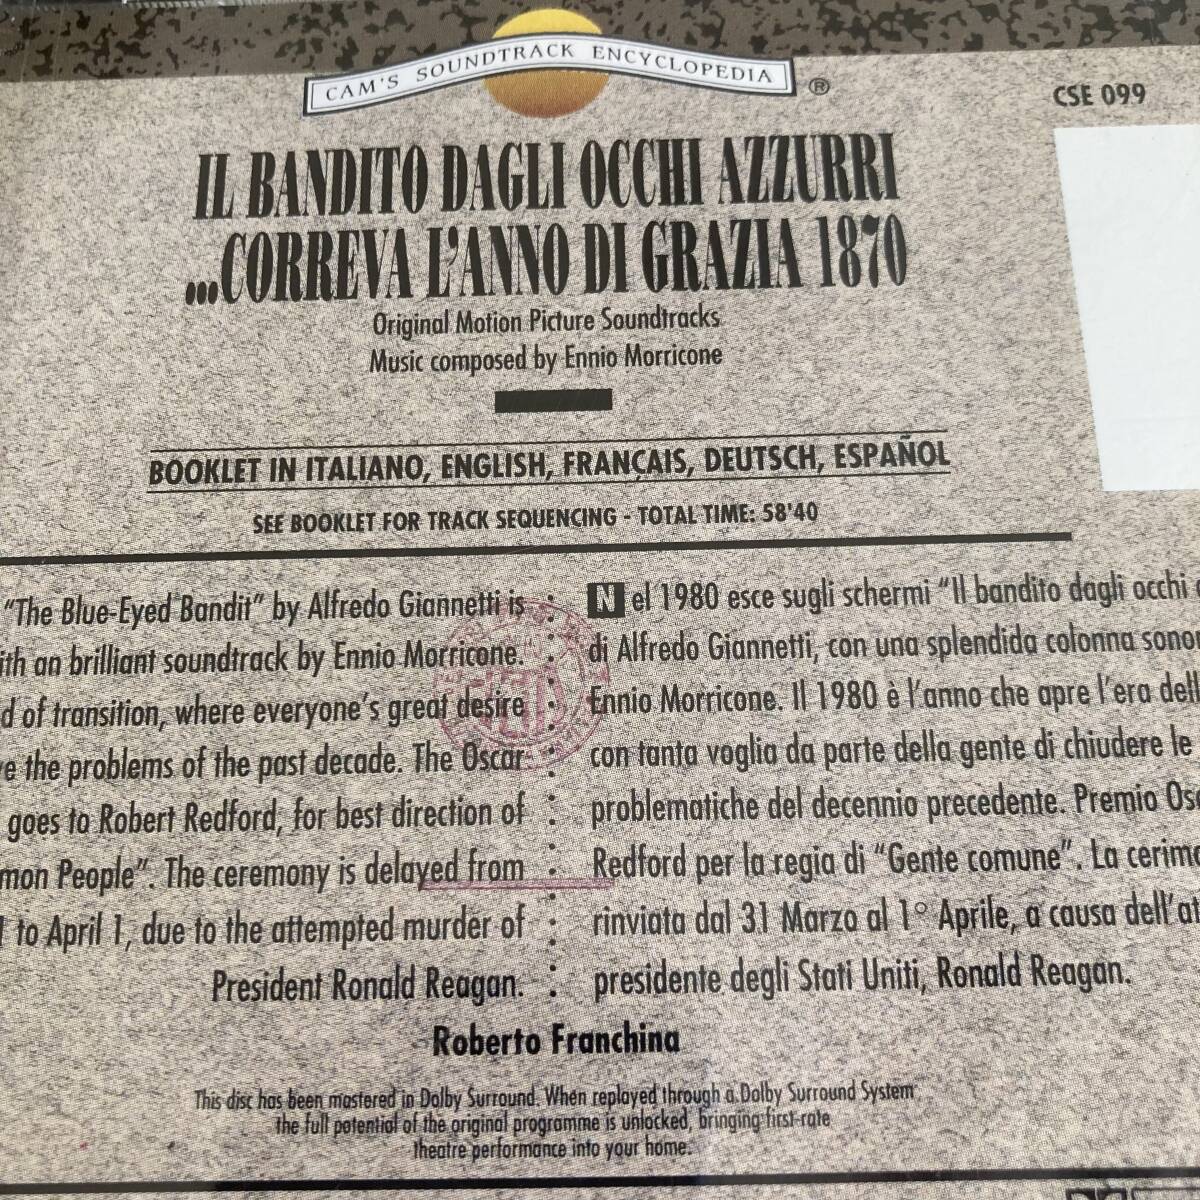 CAM'S SOUNDTRACK ENCYCLOPEDIA ®
CSE 099
IL BANDITO DAGLI OCCHI AZZURRI
...CORREVA L'ANNO DI GRAZIA 1870
Original Motion Picture Soundtracks
Music composed by Ennio Morricone
BOOKLET IN ITALIANO, ENGLISH, FRANÇAIS, DEUTSCH, ESPAÑOL
SEE BOOKLET FOR TRACK SEQUENCING - TOTAL TIME: 58'40
"The Blue-Eyed Bandit" by Alfredo Giannetti is
ith an brilliant soundtrack by Ennio Morricone.
d of transition, where everyone's great desire
e the problems of the past decade. The Oscar
goes to Robert Redford, for best direction of
mon People". The ceremony is delayed from
to April 1, due to the attempted murder of
President Ronald Reagan.
Nel 1980 esce sugli schermi "Il bandito dagli occhi
di Alfredo Giannetti, con una splendida colonna sono
Ennio Morricone. Il 1980 è l'anno che apre l'era dell
con tanta voglia da parte della gente di chiudere le
problematiche del decennio precedente. Premio Osc
Redford per la regia di "Gente comune". La cerimo
rinviata dal 31 Marzo al 1° Aprile, a causa dell'at
presidente degli Stati Uniti, Ronald Reagan.
Roberto Franchina
This disc has been mastered in Dolby Surround. When replayed through a Dolby Surround System
the full potential of the original programme is unlocked, bringing first-rate
theatre performance into your home.